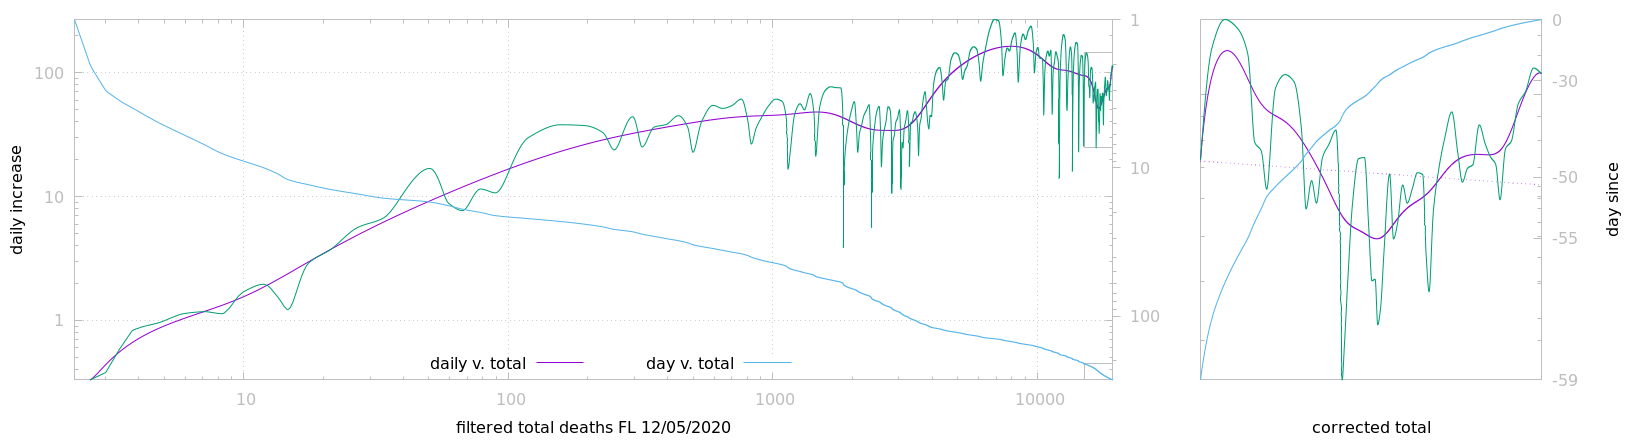 daily increase
100
10
1
daily v. total
day v. total
10
100
1000
10000
filtered total deaths FL 12/05/2020
1
10
100
0
-30
-50
-55
-59
day since
corrected total